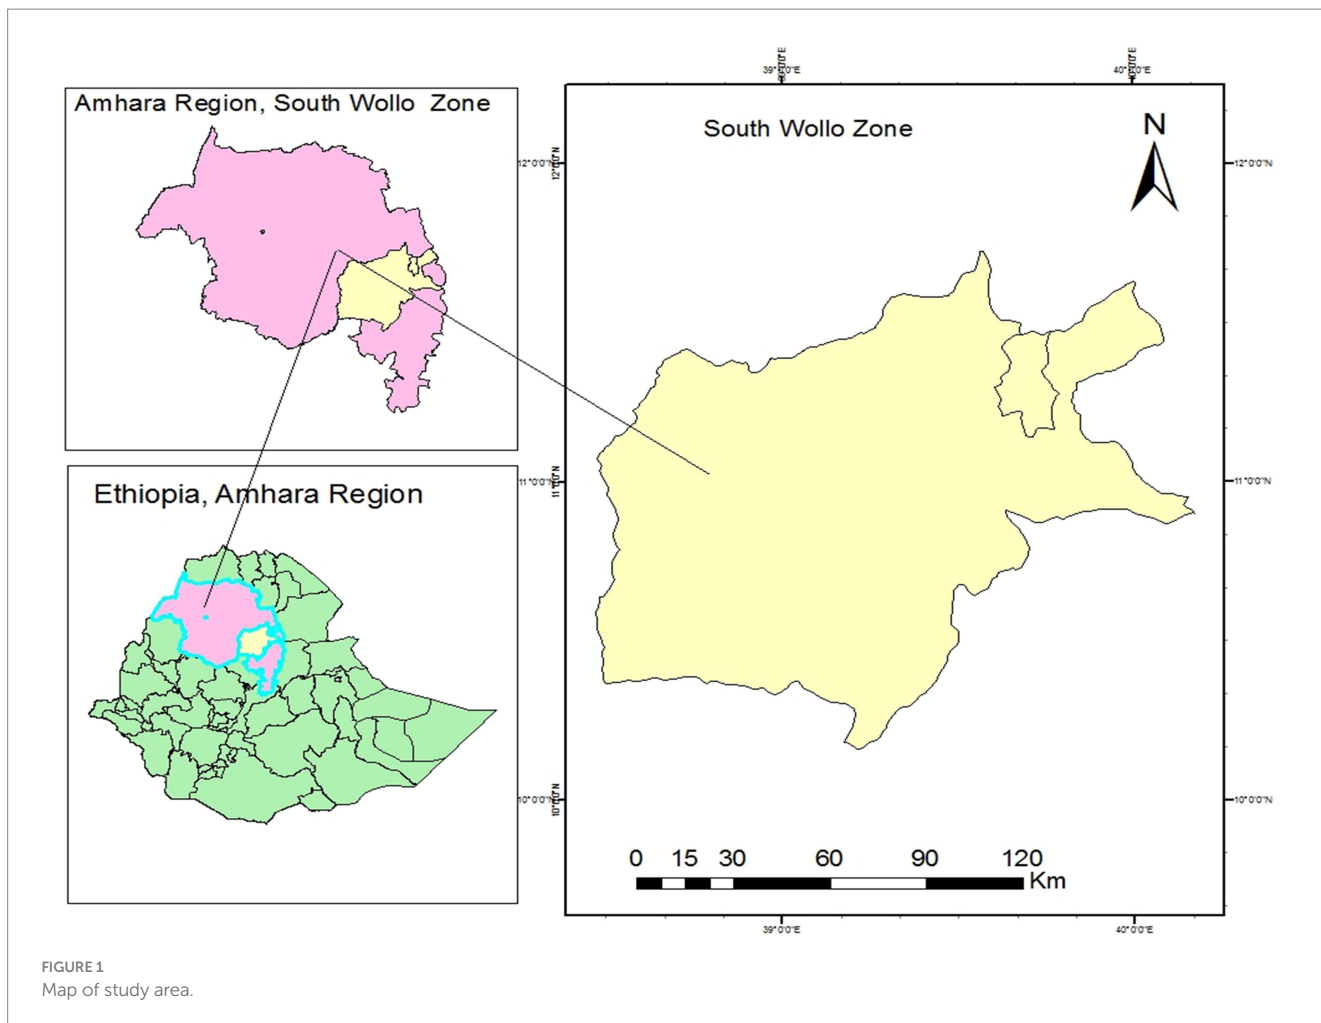 Amhara Region, South Wollo Zone
Ethiopia, Amhara Region
39°0'0"E
40°0'0"E
South Wollo Zone
N
12°0'0"N
12°0'0"N
11°0'0"N
11°0'0"N
10°0'0"N
10°0'0"N
0 15 30 60 90 120
Km
39°0'0"E
40°0'0"E
FIGURE 1
Map of study area.